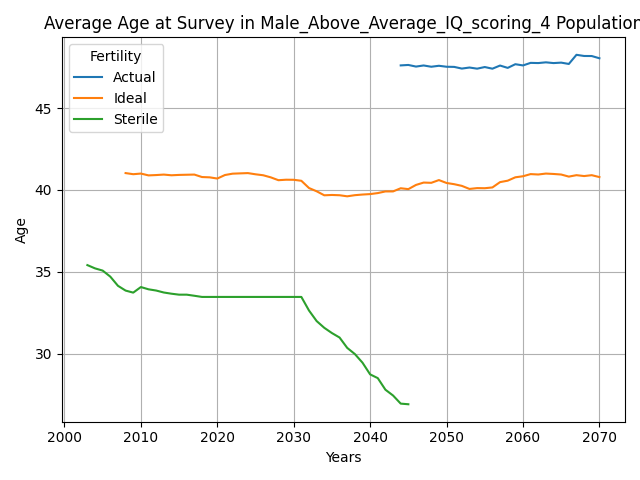 Average Age at Survey in Male_Above_Average_IQ_scoring_4 Population
Fertility
Actual
Ideal
Sterile
Age
45
40
35
30
2000 2010 2020 2030 2040 2050 2060 2070
Years